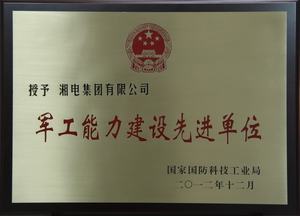 授予 湘电集团有限公司
军工能力建设先进单位
国家国防科技工业局
二〇一二年十二月